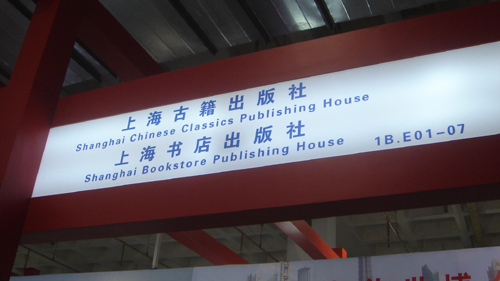 上海古籍出版社
Shanghai Chinese Classics Publishing House
上海书店出版社
Shanghai Bookstore Publishing House
1B.E01-07